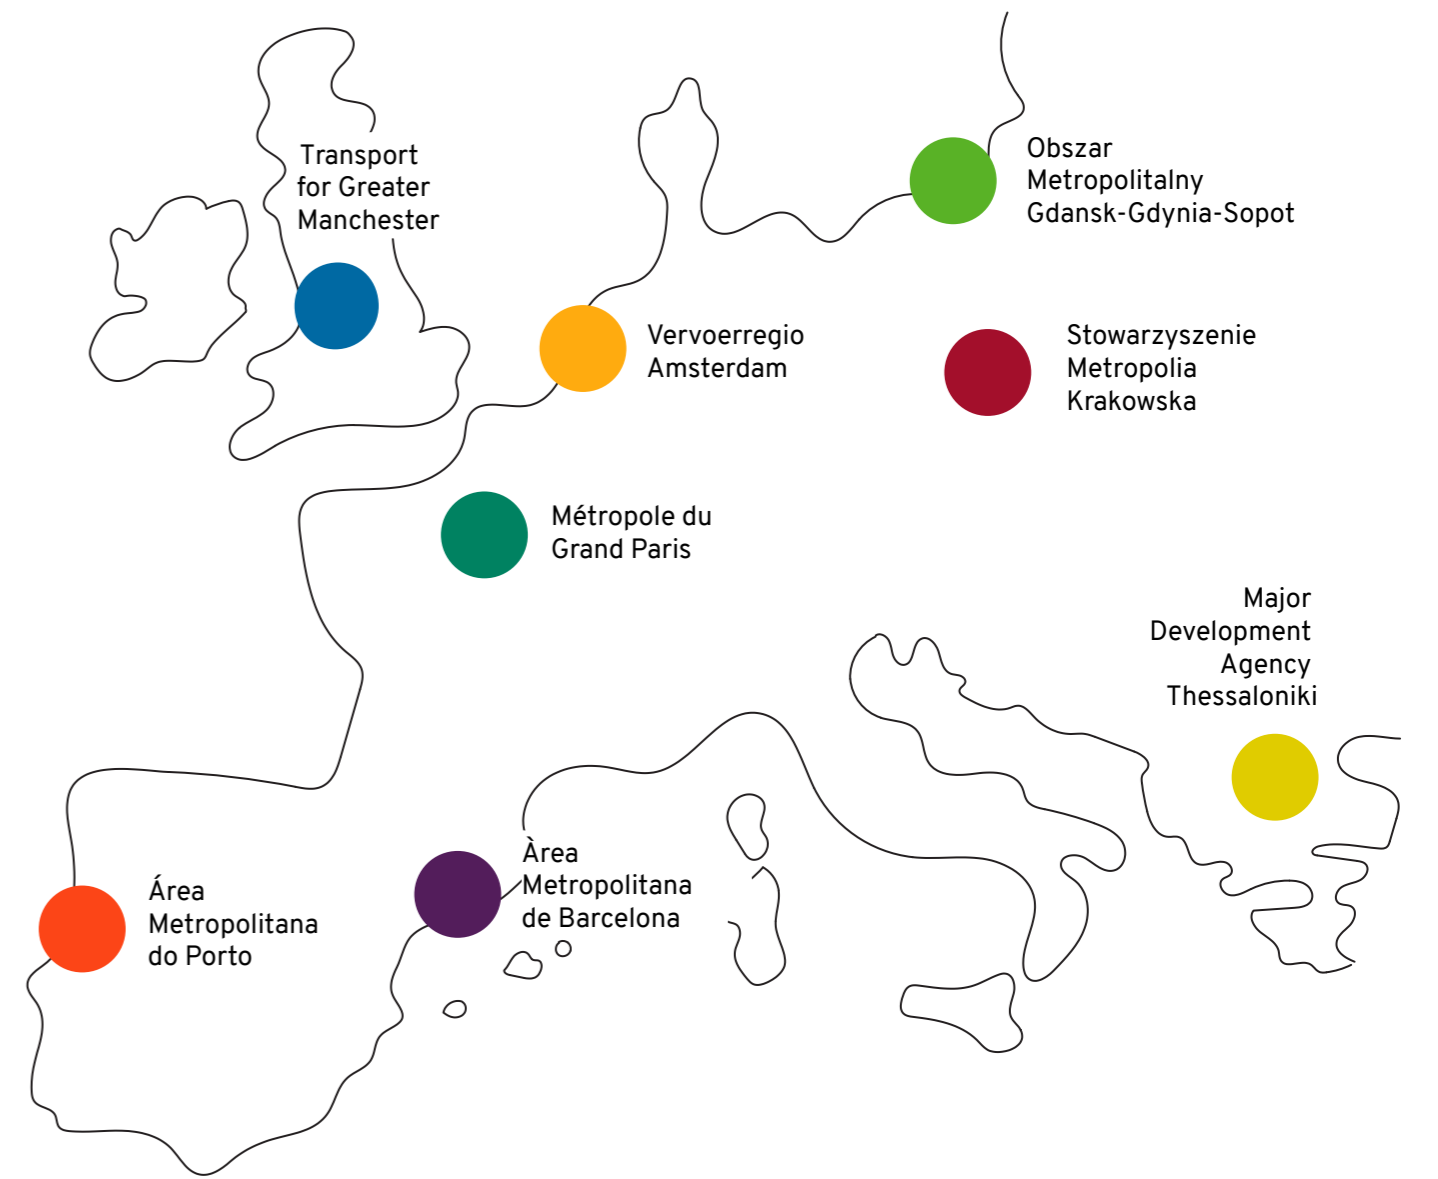 Transport
for Greater
Manchester
Obszar
Metropolitalny
Gdansk-Gdynia-Sopot
Vervoerregio
Amsterdam
Stowarzyszenie
Metropolia
Krakowska
Métropole du
Grand Paris
Major
Development
Agency
Thessaloniki
Área
Metropolitana
do Porto
Àrea
Metropolitana
de Barcelona